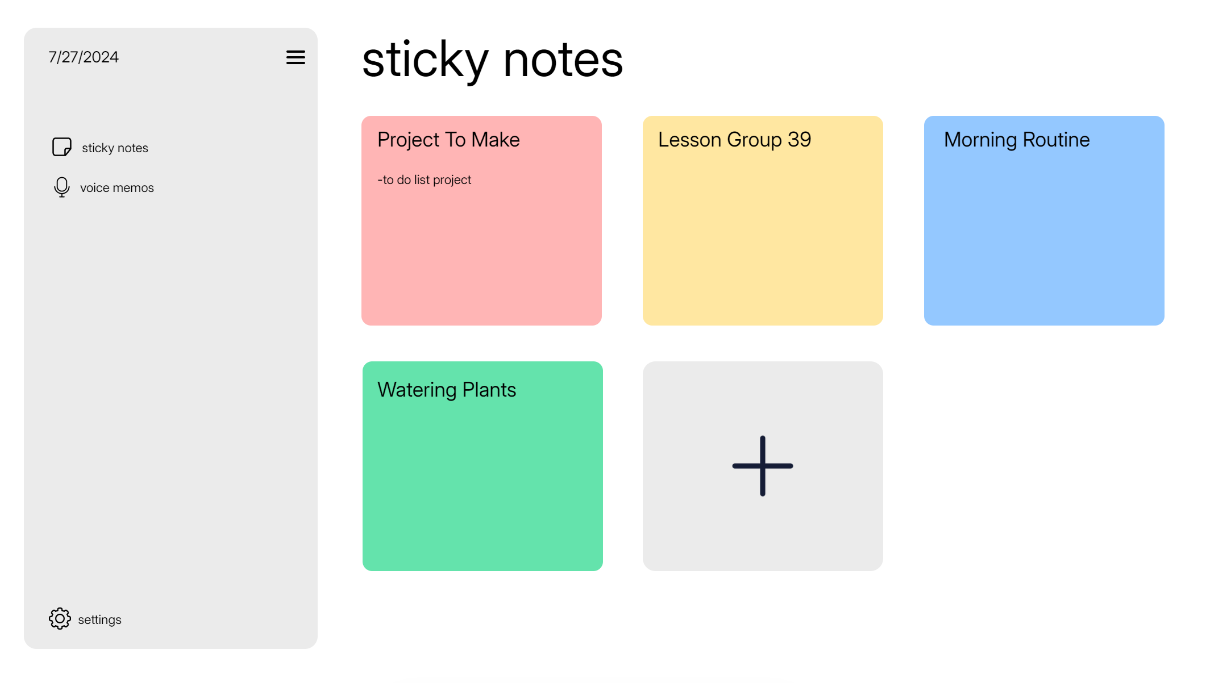 7/27/2024
sticky notes
voice memos
settings
sticky notes
Project To Make
-to do list project
Lesson Group 39
Morning Routine
Watering Plants